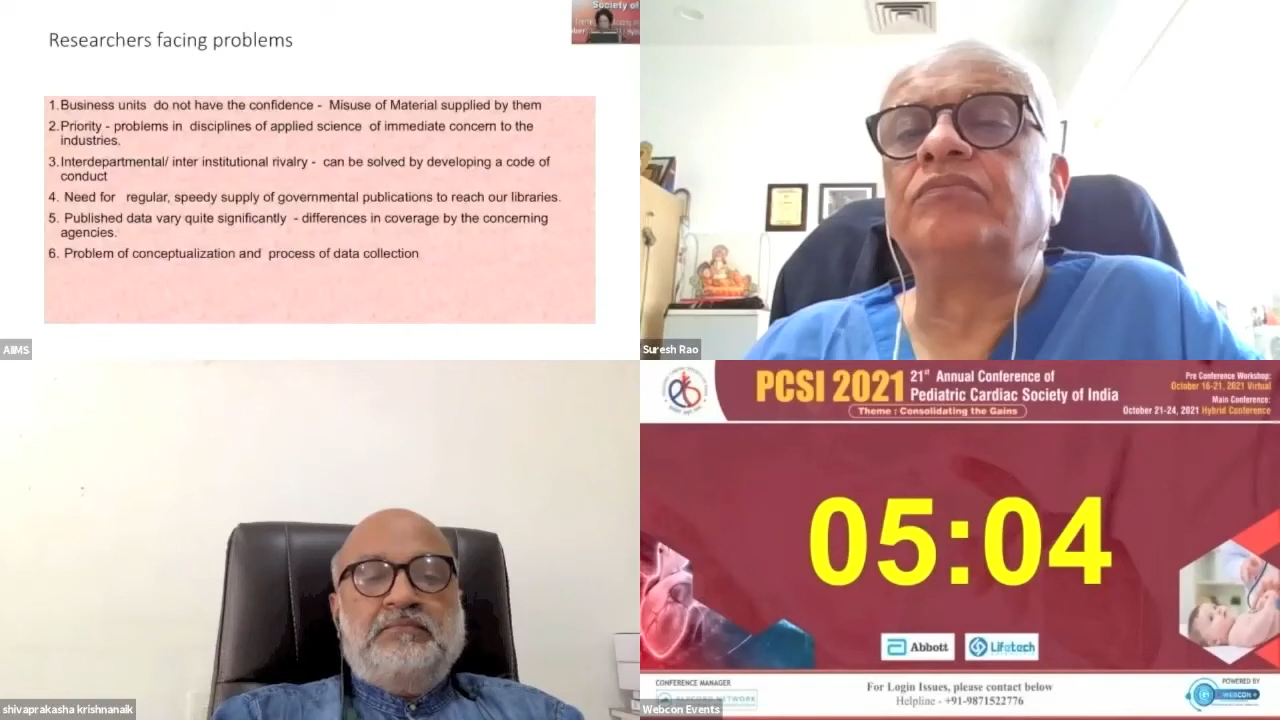 Researchers facing problems
1. Business units do not have the confidence - Misuse of Material supplied by them
2. Priority - problems in disciplines of applied science of immediate concern to the
industries.
3. Interdepartmental/ inter institutional rivalry - can be solved by developing a code of
conduct
4. Need for regular, speedy supply of governmental publications to reach our libraries.
5. Published data vary quite significantly - differences in coverage by the concerning
agencies.
6. Problem of conceptualization and process of data collection
Society of
AIIMS
Suresh Rao
shivaprakasha krishnanaik
PCSI 2021
21st Annual Conference of
Pediatric Cardiac Society of India
Theme : Consolidating the Gains
Pre Conference Workshop:
October 16-21, 2021 Virtual
Main Conference:
October 21-24, 2021 Hybrid Conference
05:04
Abbott
Lifetech
CONFERENCE MANAGER
For Login Issues, please contact below
Helpline - +91-9871522776
POWERED BY
WEBCON
Webcon Events